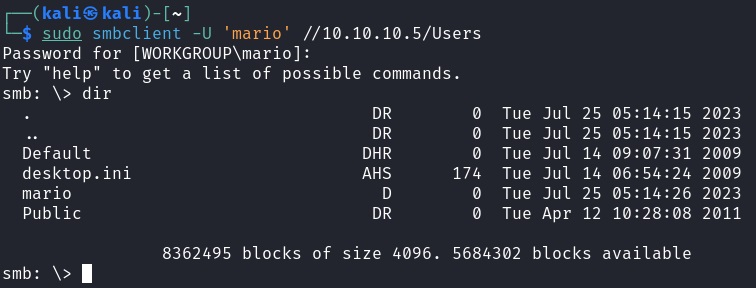 ┌──(kali㉿kali)-[~]
└─$ sudo smbclient -U 'mario' //10.10.10.5/Users
Password for [WORKGROUP\mario]:
Try "help" to get a list of possible commands.
smb: \> dir
  .                                  DR        0  Tue Jul 25 05:14:15 2023
  ..                                 DR        0  Tue Jul 25 05:14:15 2023
  Default                           DHR        0  Tue Jul 14 09:07:31 2009
  desktop.ini                       AHS      174  Tue Jul 14 06:54:24 2009
  mario                               D        0  Tue Jul 25 05:14:26 2023
  Public                             DR        0  Tue Apr 12 10:28:08 2011
                8362495 blocks of size 4096. 5684302 blocks available
smb: \>